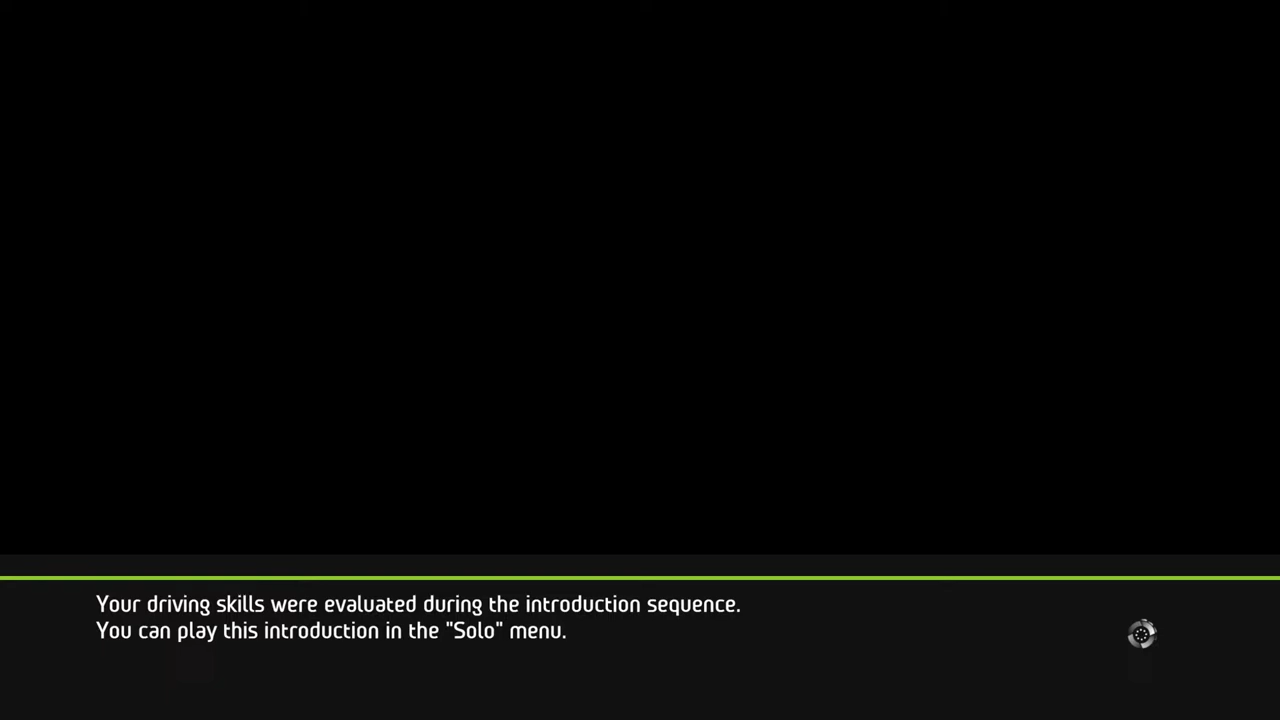 Your driving skills were evaluated during the introduction sequence.
You can play this introduction in the "Solo" menu.